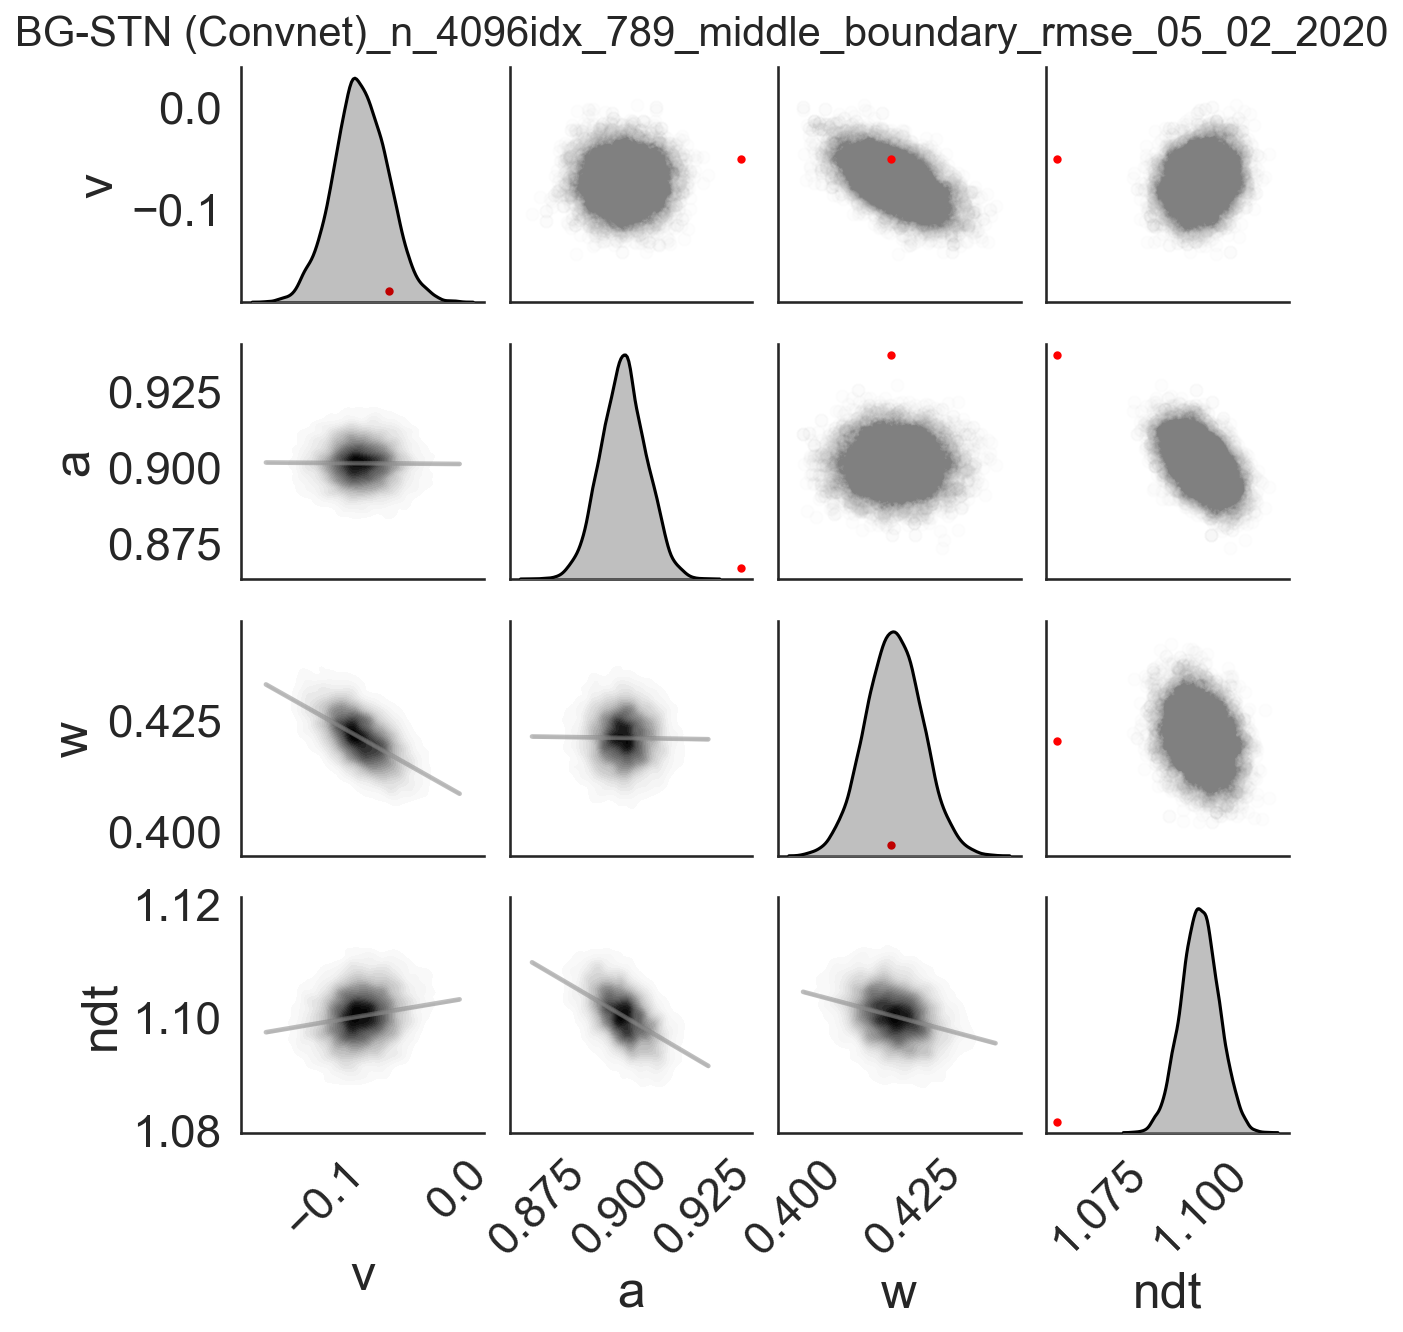 BG-STN (Convnet)_n_4096idx_789_middle_boundary_rmse_05_02_2020
0.0
v
−0.1
0.925
a
0.900
0.875
w
0.425
0.400
1.12
ndt
1.10
1.08
−0.1 0.0 0.875 0.900 0.925 0.400 0.425 1.075 1.100
v a w ndt